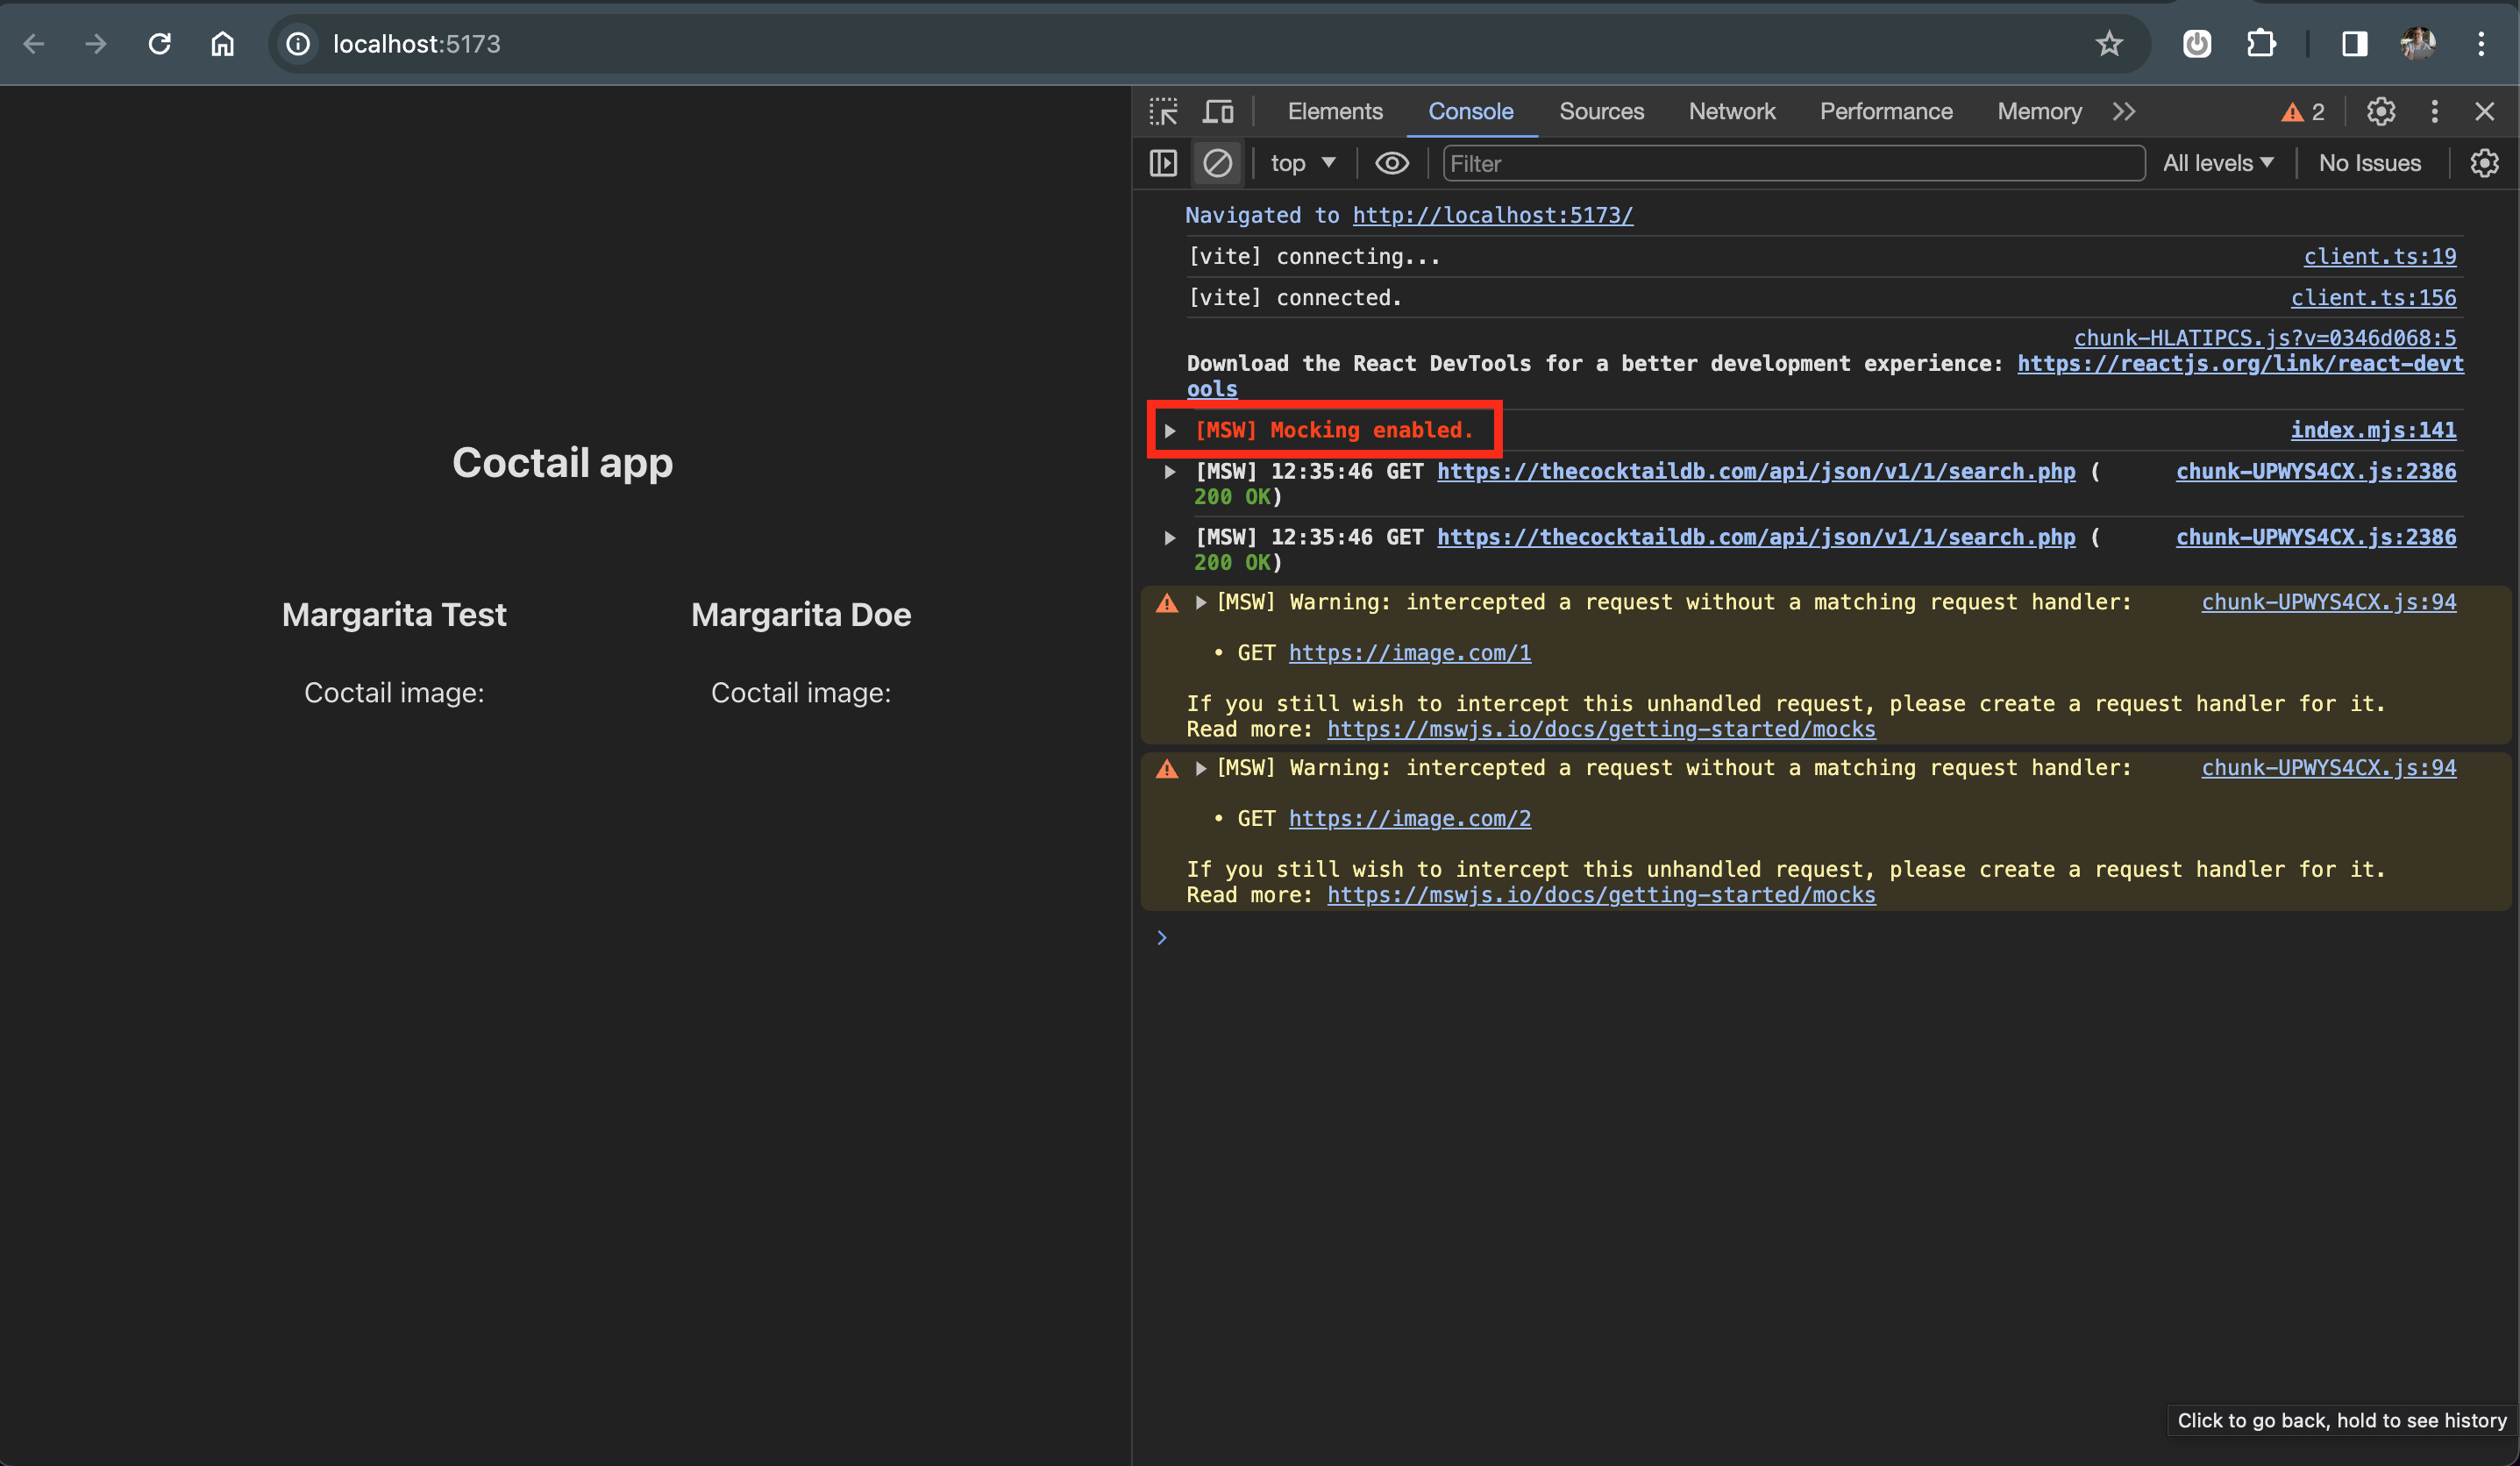 localhost:5173
Elements Console Sources Network Performance Memory 2
top Filter All levels No Issues
Navigated to http://localhost:5173/
[vite] connecting... client.ts:19
[vite] connected. client.ts:156
chunk-HLATIPCS.js?v=0346d068:5
Download the React DevTools for a better development experience: https://reactjs.org/link/react-devt
ools
[MSW] Mocking enabled. index.mjs:141
[MSW] 12:35:46 GET https://thecocktaildb.com/api/json/v1/1/search.php ( chunk-UPWYS4CX.js:2386
200 OK)
[MSW] 12:35:46 GET https://thecocktaildb.com/api/json/v1/1/search.php ( chunk-UPWYS4CX.js:2386
200 OK)
[MSW] Warning: intercepted a request without a matching request handler: chunk-UPWYS4CX.js:94
• GET https://image.com/1
If you still wish to intercept this unhandled request, please create a request handler for it.
Read more: https://mswjs.io/docs/getting-started/mocks
[MSW] Warning: intercepted a request without a matching request handler: chunk-UPWYS4CX.js:94
• GET https://image.com/2
If you still wish to intercept this unhandled request, please create a request handler for it.
Read more: https://mswjs.io/docs/getting-started/mocks
Coctail app
Margarita Test Margarita Doe
Coctail image: Coctail image:
Click to go back, hold to see history